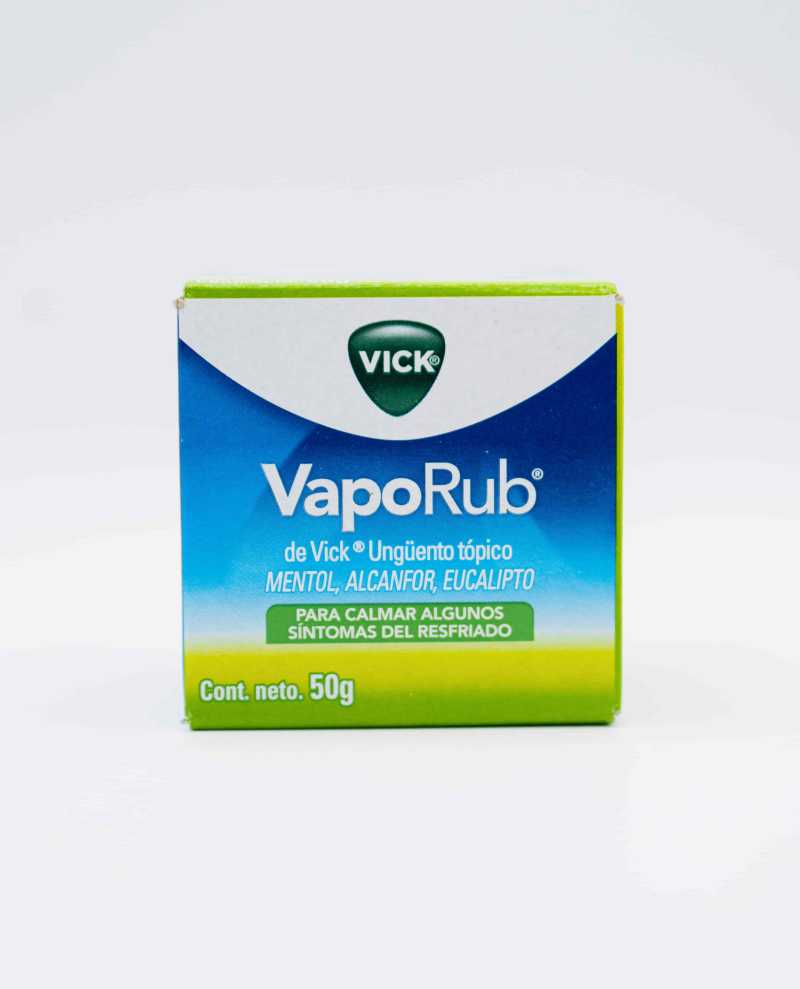 VICK®
VapoRub®
de Vick® Ungüento tópico
MENTOL, ALCANFOR, EUCALIPTO
PARA CALMAR ALGUNOS
SÍNTOMAS DEL RESFRIADO
Cont. neto. 50g